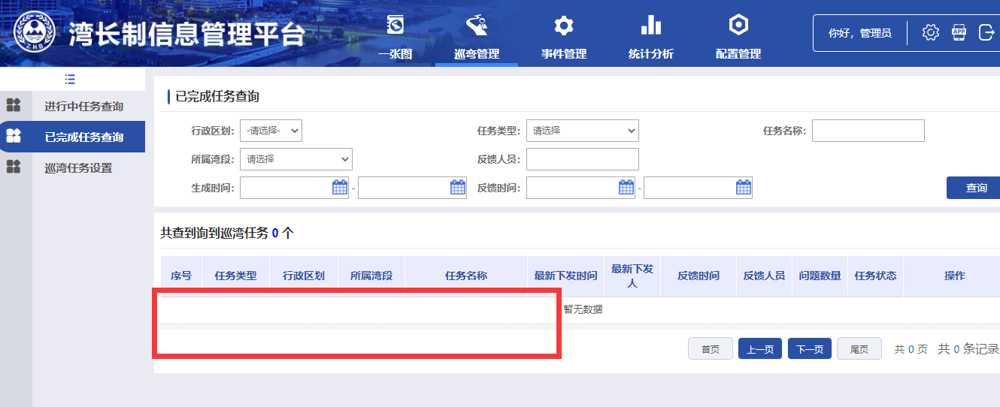 ZHB
湾长制信息管理平台
一张图
巡弯管理
事件管理
统计分析
配置管理
你好，管理员
APP
进行中任务查询
已完成任务查询
巡湾任务设置
已完成任务查询
行政区划： -请选择- 任务类型： 请选择 任务名称：
所属湾段： 请选择 反馈人员：
生成时间： - 反馈时间： - 查询
共查到询到巡湾任务 0 个
序号 任务类型 行政区划 所属湾段 任务名称 最新下发时间 最新下发人 反馈时间 反馈人员 问题数量 任务状态 操作
暂无数据
首页 上一页 下一页 尾页 共 0 页 共 0 条记录